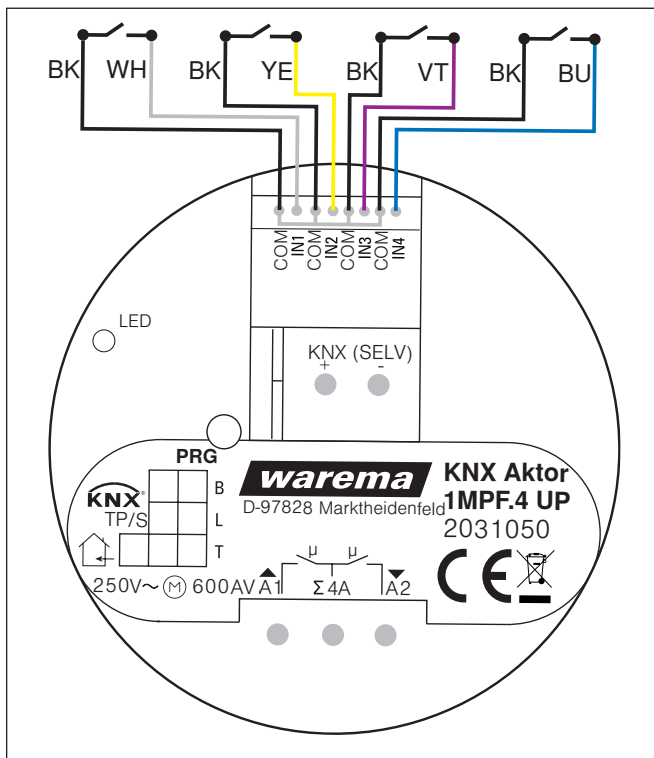 BK WH BK YE BK VT BK BU
COM IN1 COM IN2 COM IN3 COM IN4
LED
KNX (SELV)
+ -
PRG
B
L
T
KNX®
TP/S
warema
D-97828 Marktheidenfeld
KNX Aktor
1MPF.4 UP
2031050
CE
µ µ
250V~ M 600AV A1 Σ4A A2